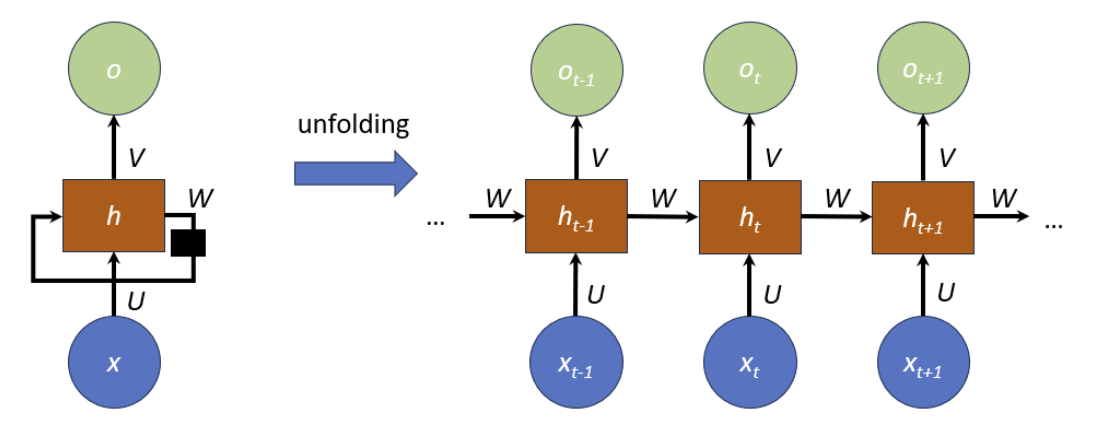 o
V
h
W
U
x
unfolding
...
W
o_{t-1}
V
h_{t-1}
W
U
x_{t-1}
o_t
V
h_t
W
U
x_t
o_{t+1}
V
h_{t+1}
W
U
x_{t+1}
...